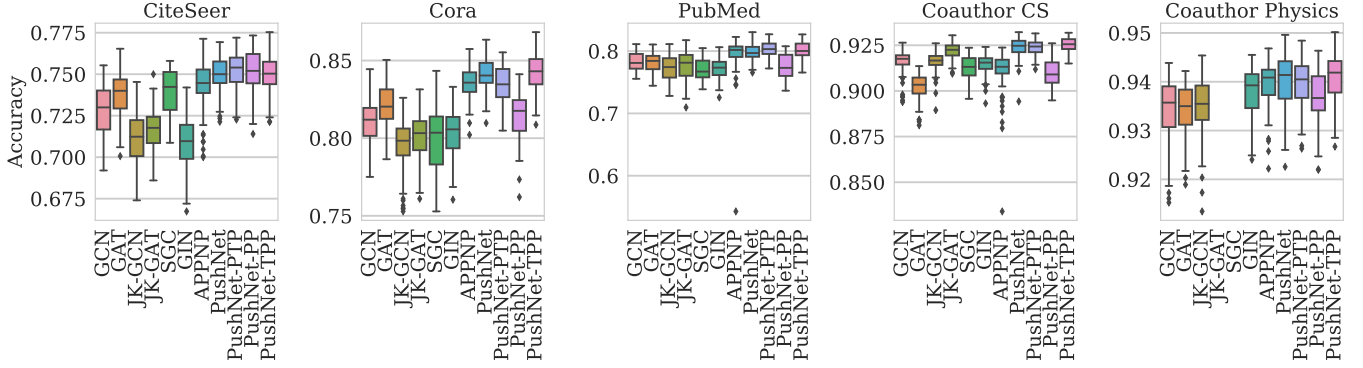 CiteSeer
Cora
PubMed
Coauthor CS
Coauthor Physics
Accuracy
0.775
0.750
0.725
0.700
0.675
GCN
GAT
JK-GCN
JK-GAT
SGC
GIN
APPNP
PushNet
PushNet-PTP
PushNet-PP
PushNet-TPP
0.85
0.80
0.75
GCN
GAT
JK-GCN
JK-GAT
SGC
GIN
APPNP
PushNet
PushNet-PTP
PushNet-PP
PushNet-TPP
0.8
0.7
0.6
GCN
GAT
JK-GCN
JK-GAT
SGC
GIN
APPNP
PushNet
PushNet-PTP
PushNet-PP
PushNet-TPP
0.925
0.900
0.875
0.850
GCN
GAT
JK-GCN
JK-GAT
SGC
GIN
APPNP
PushNet
PushNet-PTP
PushNet-PP
PushNet-TPP
0.95
0.94
0.93
0.92
GCN
GAT
JK-GCN
JK-GAT
SGC
GIN
APPNP
PushNet
PushNet-PTP
PushNet-PP
PushNet-TPP